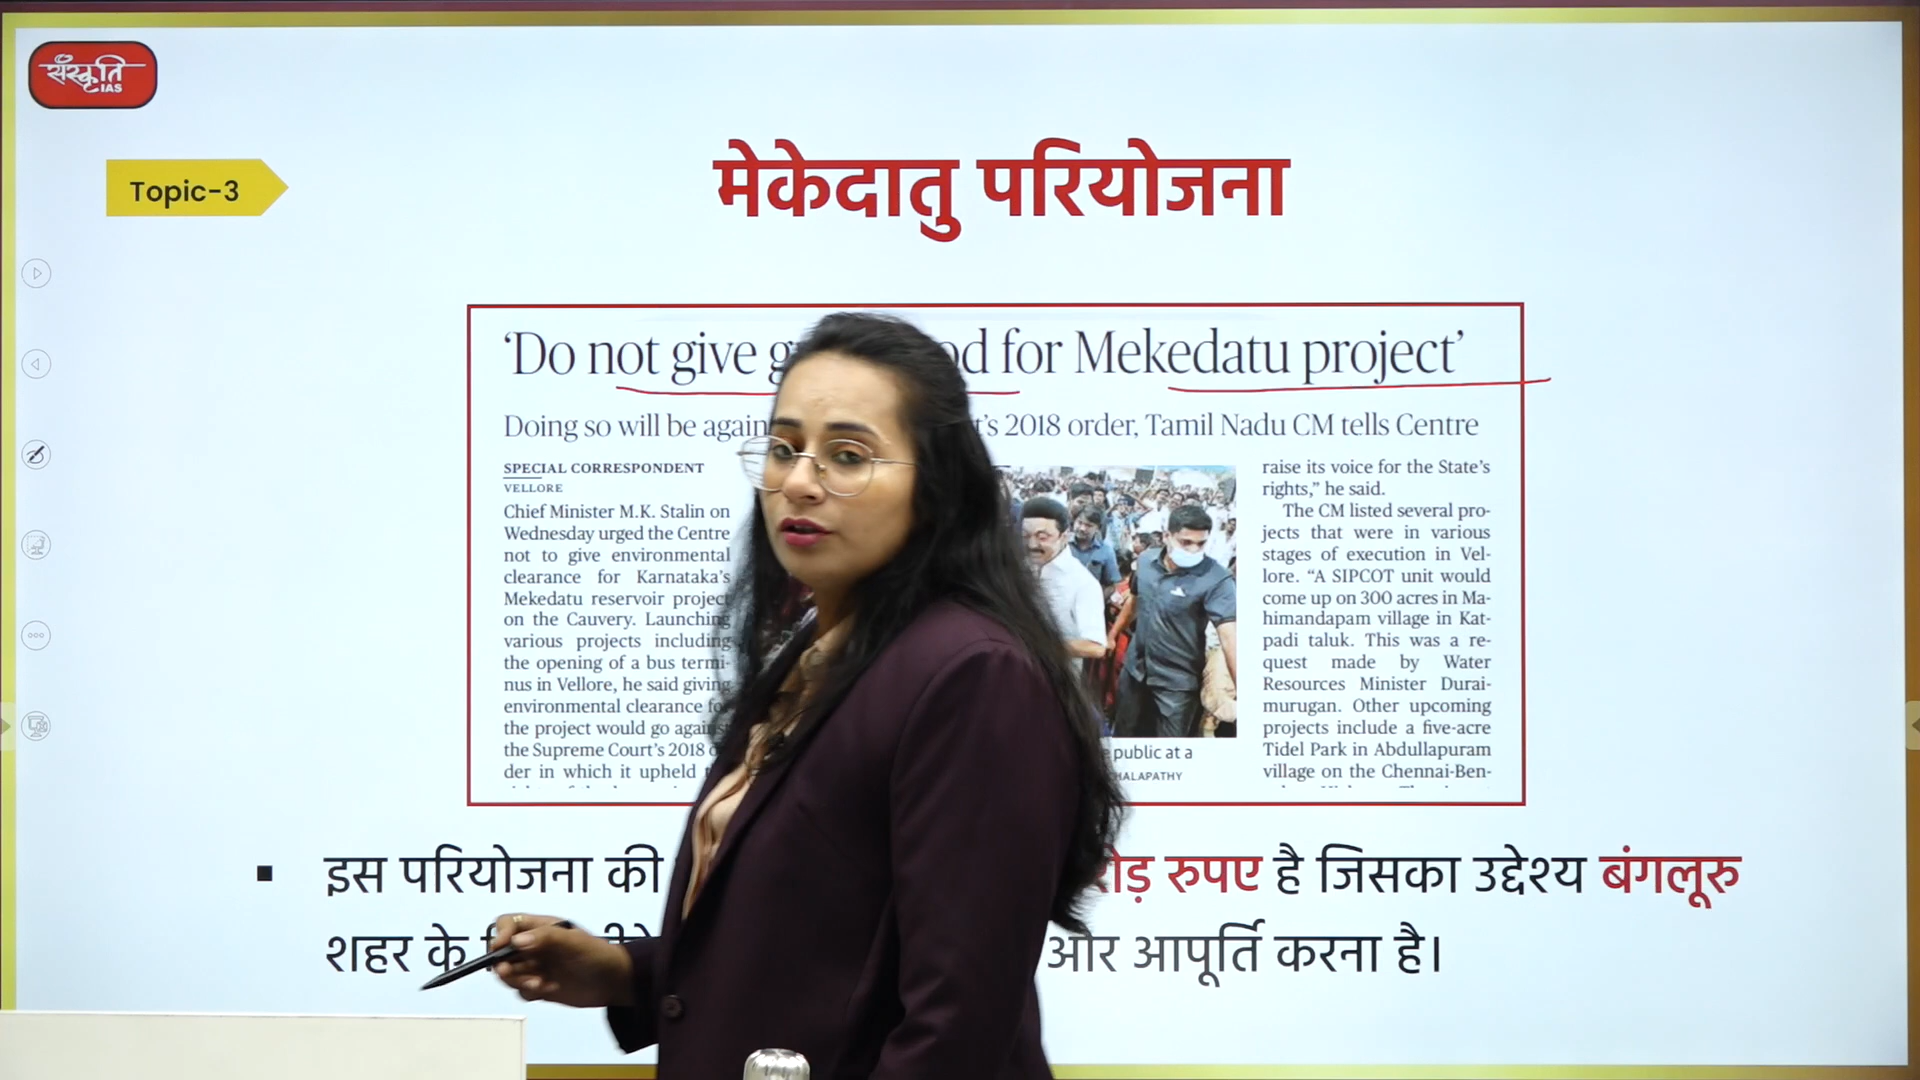 संस्कृति
IAS
Topic-3
मेकेदातु परियोजना
‘Do not give for Mekedatu project’
Doing so will be 2018 order, Tamil Nadu CM tells Centre
SPECIAL CORRESPONDENT
VELLORE
Chief Minister M.K. Stalin on
Wednesday urged the Centre
not to give environmental
clearance for Karnataka’s
Mekedatu reservoir project
on the Cauvery. Launching
various projects including
the opening of a bus termi-
nus in Vellore, he said giving
environmental clearance for
the project would go against
the Supreme Court’s 2018
der in which it upheld
public at a
raise its voice for the State’s
rights,” he said.
The CM listed several pro-
jects that were in various
stages of execution in Vel-
lore. “A SIPCOT unit would
come up on 300 acres in Ma-
himandapam village in Kat-
padi taluk. This was a re-
quest made by Water
Resources Minister Durai-
murugan. Other upcoming
projects include a five-acre
Tidel Park in Abdullapuram
village on the Chennai-Ben-
▪ इस परियोजना की रुपए है जिसका उद्देश्य बंगलूरु
शहर के और आपूर्ति करना है।